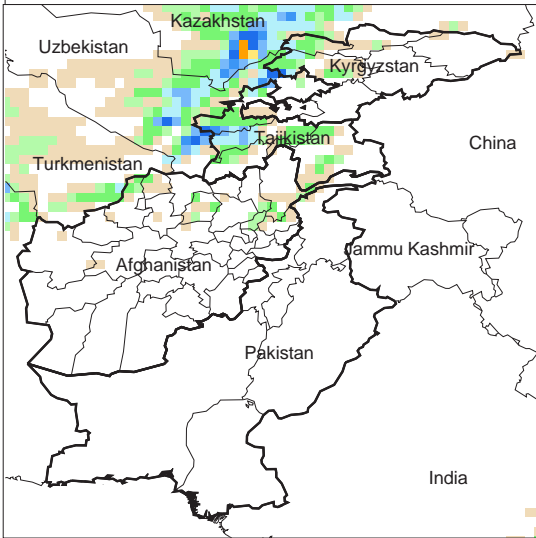 Kazakhstan
Uzbekistan
Kyrgyzstan
Tajikistan
China
Turkmenistan
Jammu Kashmir
Afghanistan
Pakistan
India